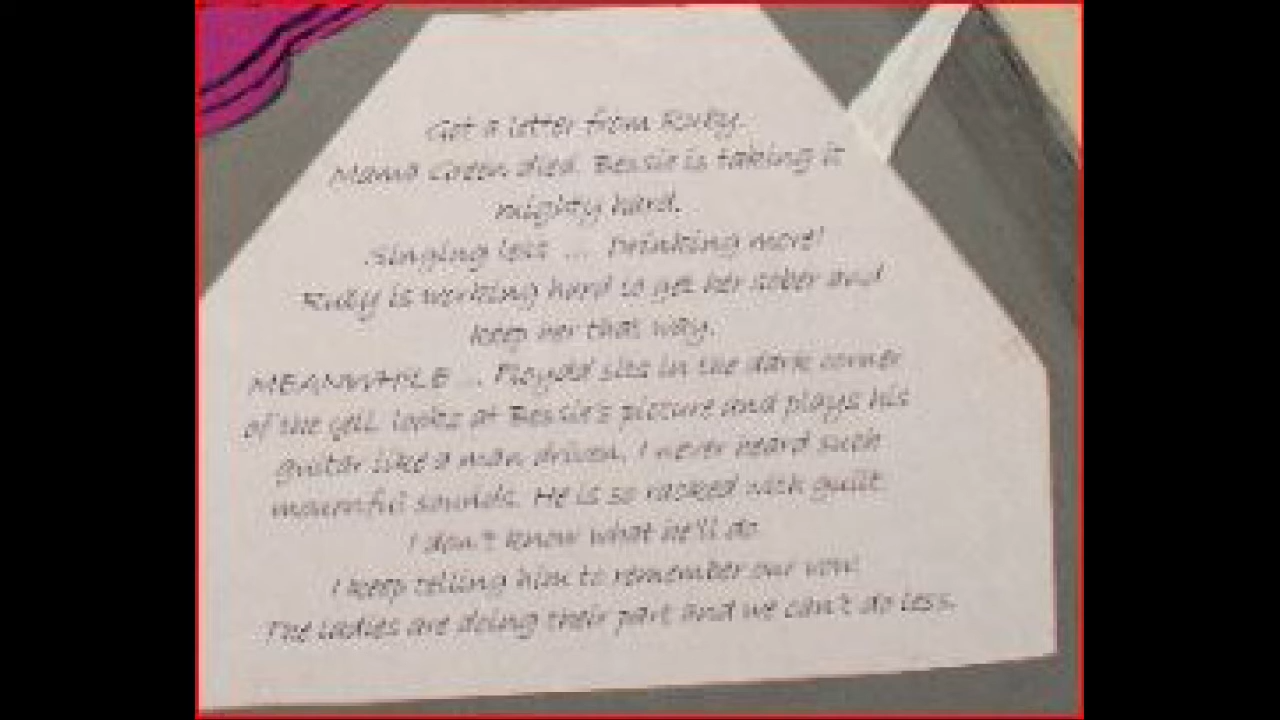 Got a letter from Ruby.
Mama Green died. Bessie is taking it
mighty hard.
Singing less ... Drinking more!
Ruby is working hard to get her sober and
keep her that way.
MEANWHILE ... Floydd sits in the dark corner
of the cell, looks at Bessie's picture and plays his
guitar like a man driven. I never heard such
mournful sounds. He is so racked with guilt
I don't know what he'll do.
I keep telling him to remember our vow!
The ladies are doing their part and we can't do less.